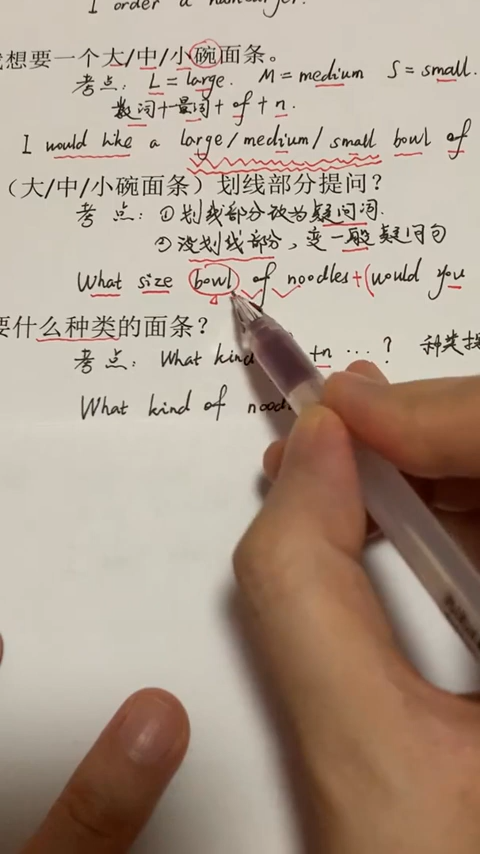 I order a hamburger.
想要一个大/中/小碗面条。
考点: L = large. M = medium S = small.
数词+量词+of+n.
I would like a large/medium/small bowl of
(大/中/小碗面条)划线部分提问?
考点: ①划线部分改为疑问词.
②没划线部分,变一般疑问句
What size bowl of noodles+(would you
要什么种类的面条?
考点: What kind +n ...? 种类
What kind of